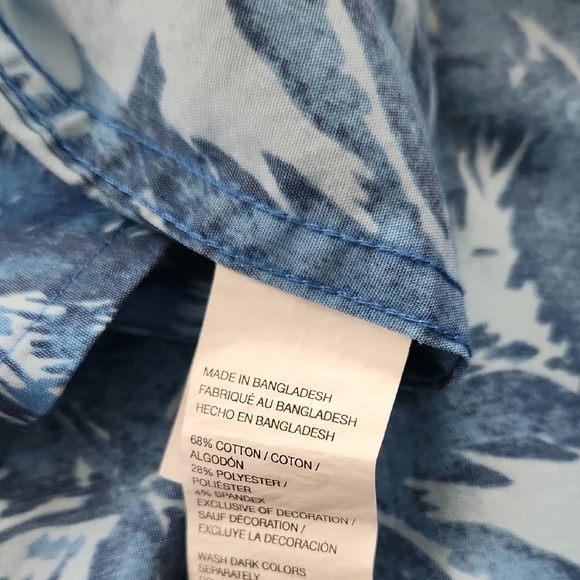 MADE IN BANGLADESH
FABRIQUÉ AU BANGLADESH
HECHO EN BANGLADESH
68% COTTON / COTON /
ALGODÓN
28% POLYESTER /
POLIÉSTER
4% SPANDEX
EXCLUSIVE OF DECORATION /
SAUF DÉCORATION /
EXCLUYE LA DECORACIÓN
WASH DARK COLORS
SEPARATELY